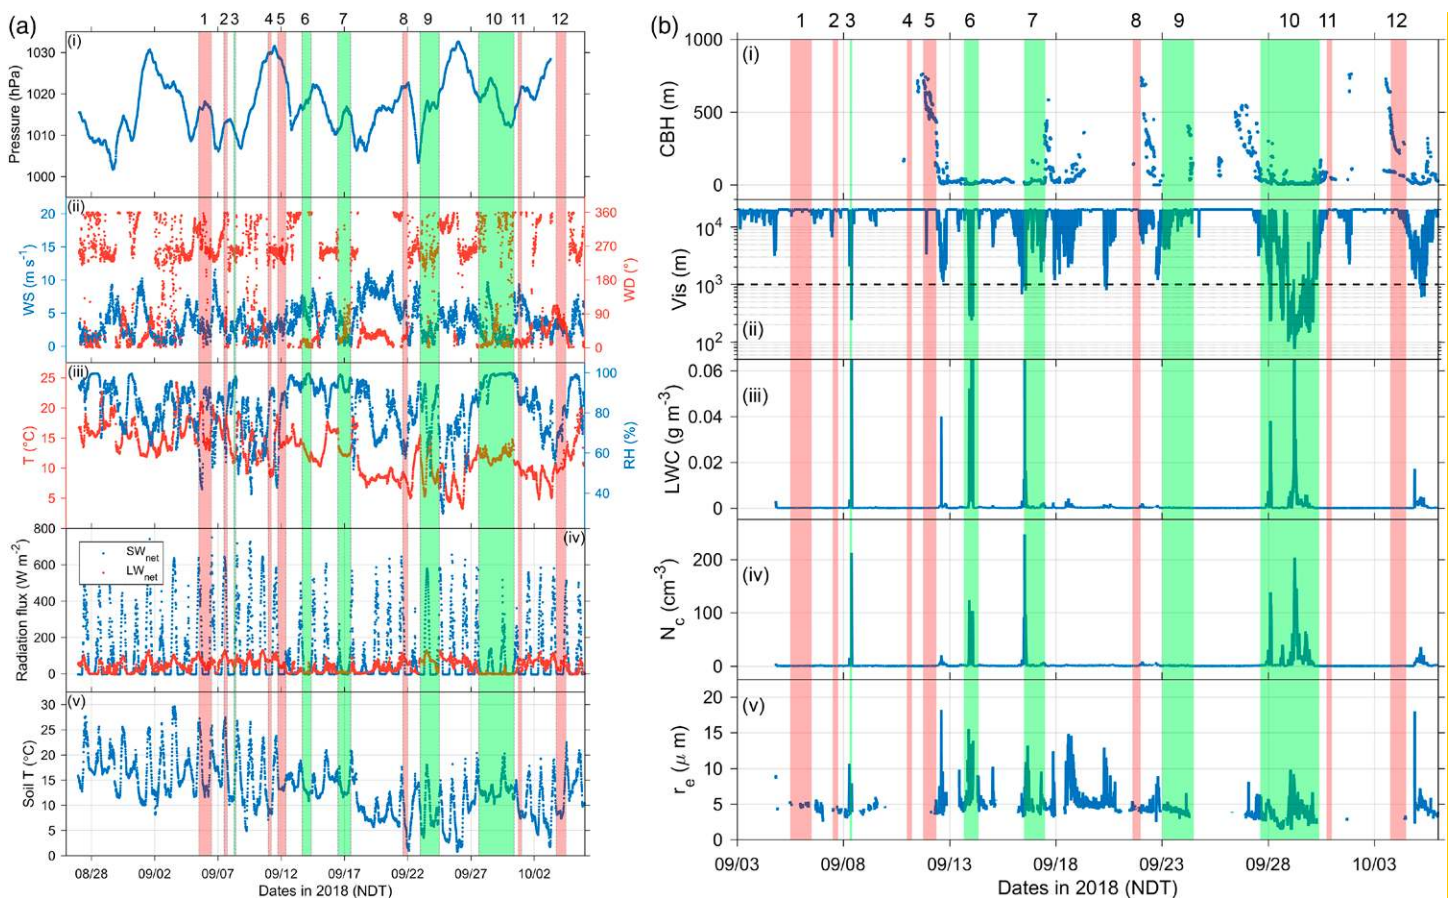 (a)
1 2 3 4 5 6 7 8 9 10 11 12
(i)
Pressure (hPa)
1030
1020
1010
1000
(ii)
WS (m s⁻¹)
20
15
10
5
0
360
270
180
90
0
WD (°)
(iii)
T (°C)
25
20
15
10
5
100
80
60
40
RH (%)
(iv)
Radiation flux (W m⁻²)
800
600
400
200
0
SWnet
LWnet
(v)
Soil T (°C)
30
25
20
15
10
5
0
08/28 09/02 09/07 09/12 09/17 09/22 09/27 10/02
Dates in 2018 (NDT)
(b)
1 2 3 4 5 6 7 8 9 10 11 12
(i)
CBH (m)
1000
500
0
(ii)
Vis (m)
10⁴
10³
10²
(iii)
LWC (g m⁻³)
0.06
0.04
0.02
0
(iv)
Nc (cm⁻³)
200
100
0
(v)
re (μ m)
20
15
10
5
0
09/03 09/08 09/13 09/18 09/23 09/28 10/03
Dates in 2018 (NDT)